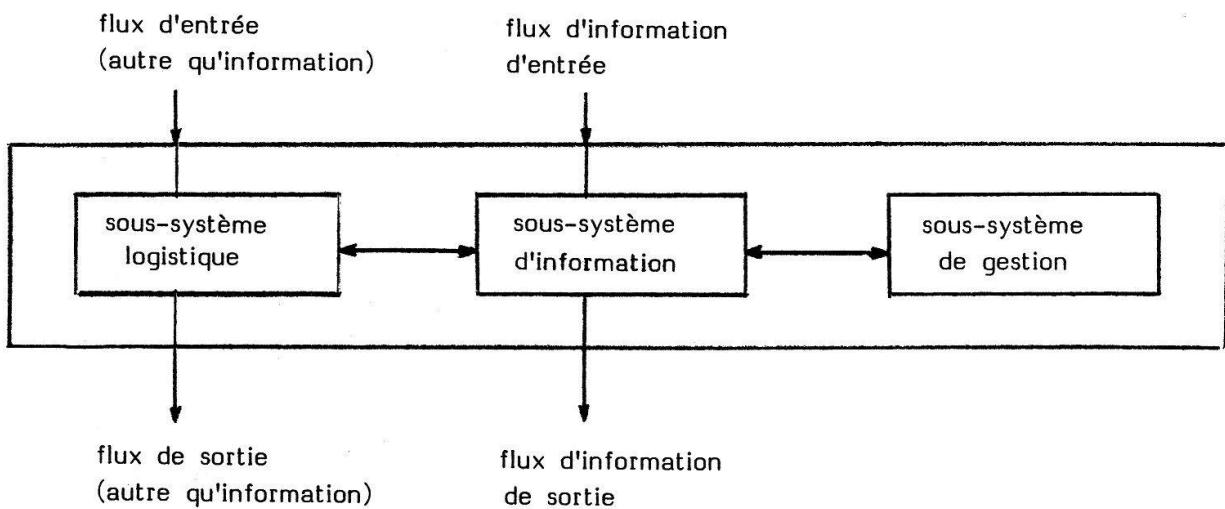 flux d'entrée
(autre qu'information)
flux d'information
d'entrée
sous-système
logistique
sous-système
d'information
sous-système
de gestion
flux de sortie
(autre qu'information)
flux d'information
de sortie